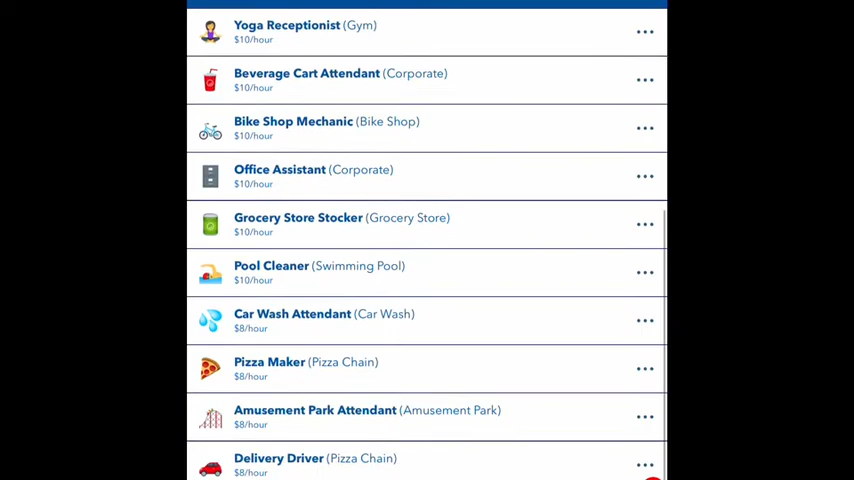 Yoga Receptionist (Gym)
$10/hour
Beverage Cart Attendant (Corporate)
$10/hour
Bike Shop Mechanic (Bike Shop)
$10/hour
Office Assistant (Corporate)
$10/hour
Grocery Store Stocker (Grocery Store)
$10/hour
Pool Cleaner (Swimming Pool)
$10/hour
Car Wash Attendant (Car Wash)
$8/hour
Pizza Maker (Pizza Chain)
$8/hour
Amusement Park Attendant (Amusement Park)
$8/hour
Delivery Driver (Pizza Chain)
$8/hour